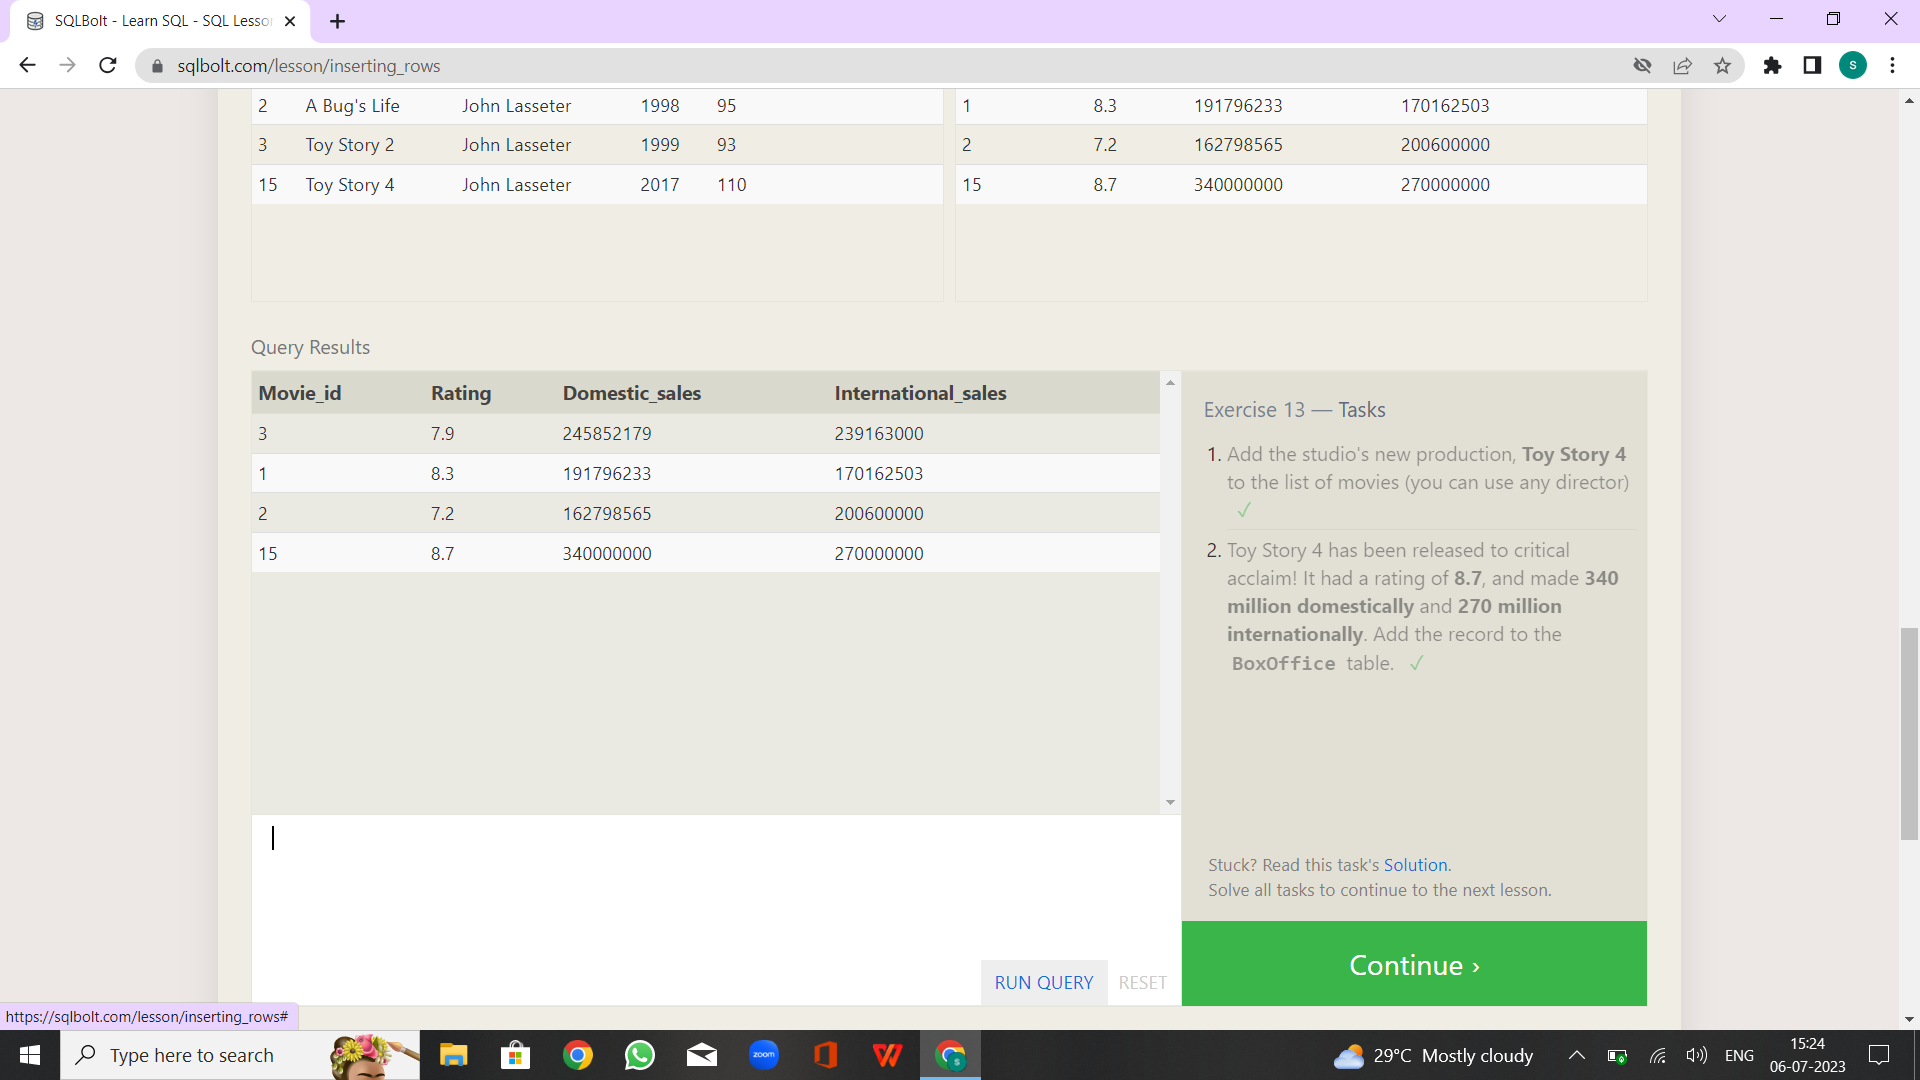 SQLBolt - Learn SQL - SQL Lesso
sqlbolt.com/lesson/inserting_rows
S
2 A Bug's Life John Lasseter 1998 95
1 8.3 191796233 170162503
3 Toy Story 2 John Lasseter 1999 93
2 7.2 162798565 200600000
15 Toy Story 4 John Lasseter 2017 110
15 8.7 340000000 270000000
Query Results
Movie_id Rating Domestic_sales International_sales
3 7.9 245852179 239163000
1 8.3 191796233 170162503
2 7.2 162798565 200600000
15 8.7 340000000 270000000
Exercise 13 — Tasks
1. Add the studio's new production, Toy Story 4
to the list of movies (you can use any director)
✓
2. Toy Story 4 has been released to critical
acclaim! It had a rating of 8.7, and made 340
million domestically and 270 million
internationally. Add the record to the
BoxOffice table. ✓
Stuck? Read this task's Solution.
Solve all tasks to continue to the next lesson.
RUN QUERY RESET
Continue ›
https://sqlbolt.com/lesson/inserting_rows#
Type here to search
zoom
S
29°C Mostly cloudy
ENG
15:24
06-07-2023